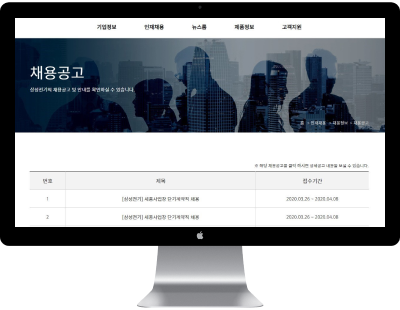 기업정보 인재채용 뉴스룸 제품정보 고객지원
채용공고
삼성전기의 채용공고 및 안내를 확인하실 수 있습니다.
홈 > 인재채용 > 채용정보 > 채용공고
※ 해당 채용공고를 클릭 하시면 상세공고 내용을 보실 수 있습니다.
번호 제목 접수기간
1 [삼성전기] 세종사업장 단기계약직 채용 2020.03.26 ~ 2020.04.08
2 [삼성전기] 세종사업장 단기계약직 채용 2020.03.26 ~ 2020.04.08